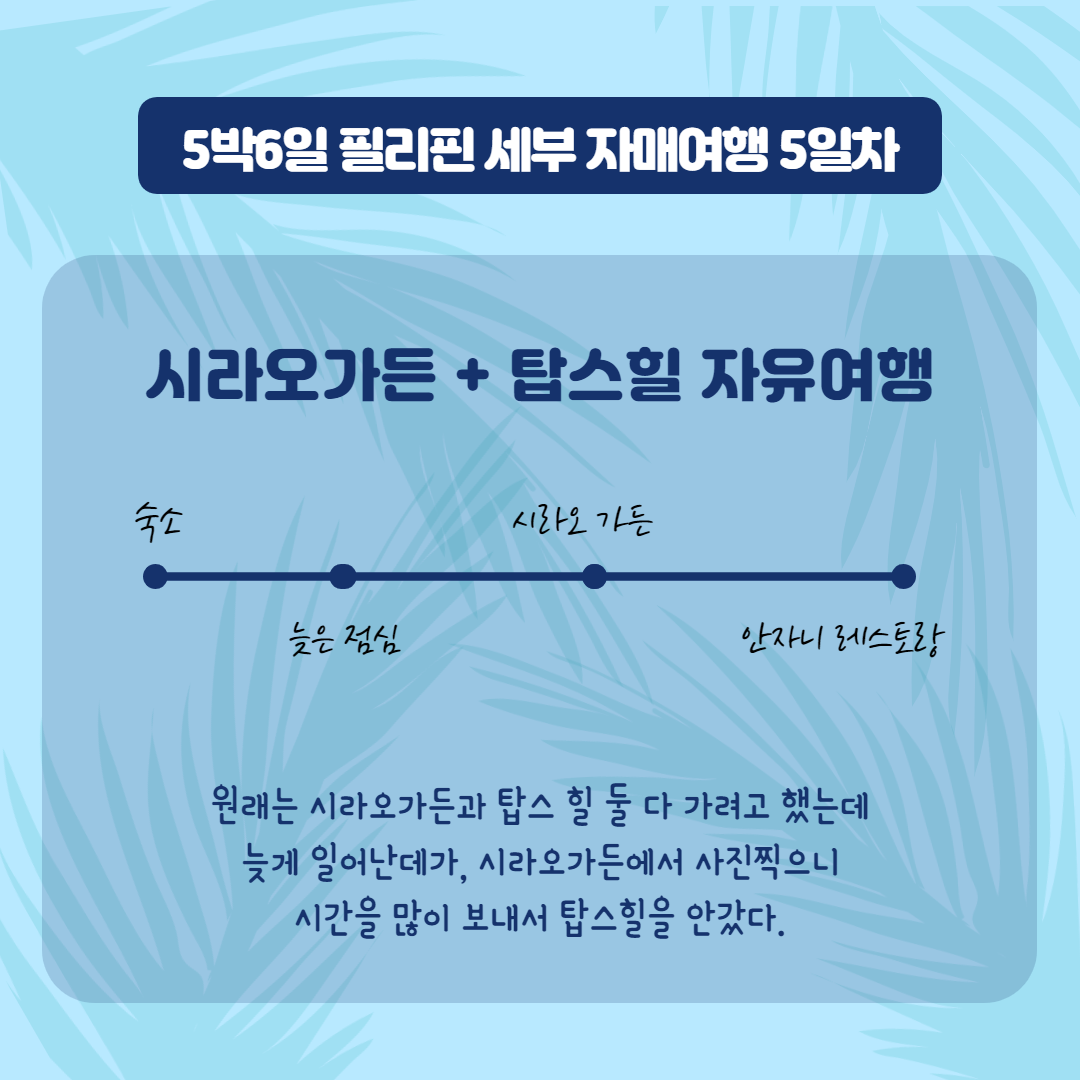 5박6일 필리핀 세부 자매여행 5일차
시라오가든 + 탑스힐 자유여행
숙소
시라오 가든
늦은 점심
안자니 레스토랑
원래는 시라오가든과 탑스 힐 둘 다 가려고 했는데
늦게 일어난데가, 시라오가든에서 사진찍으니
시간을 많이 보내서 탑스힐을 안갔다.